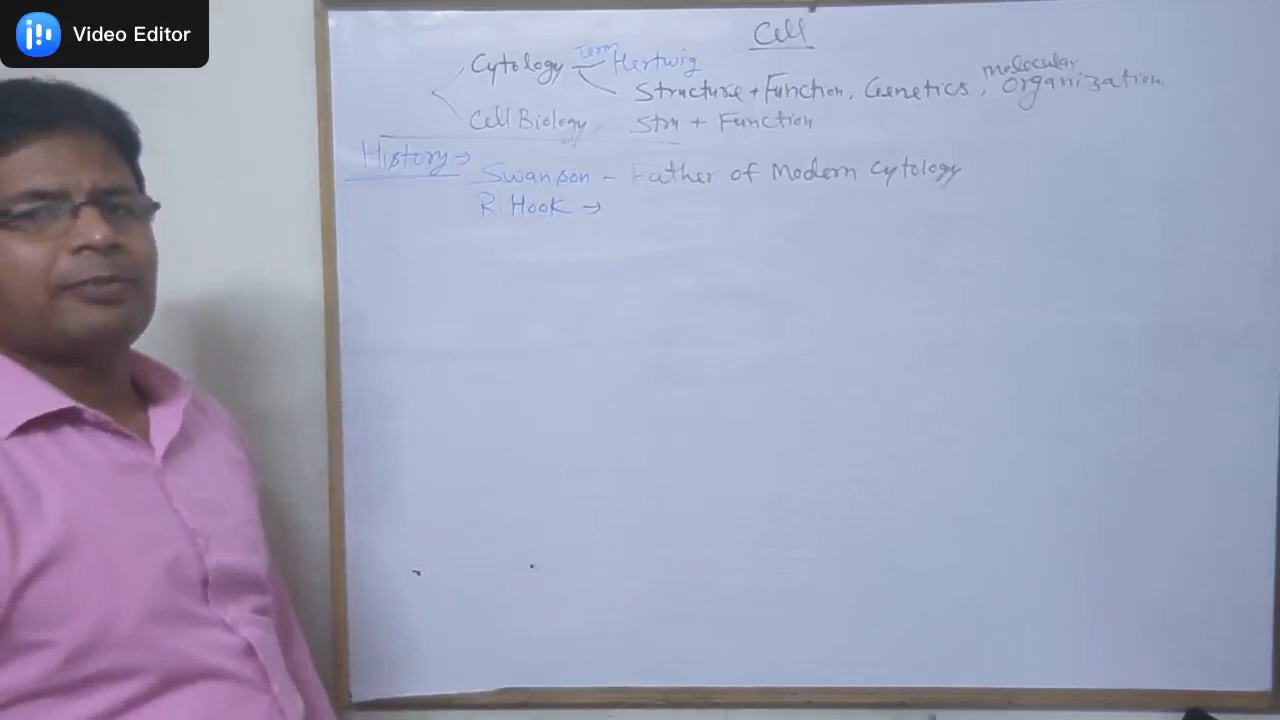 Video Editor
Cell
Cytology Term Hertwig
Structure + Function, Genetics, molecular organization
Cell Biology Stru + Function
History →
Swanson - Father of Modern Cytology
R. Hook →